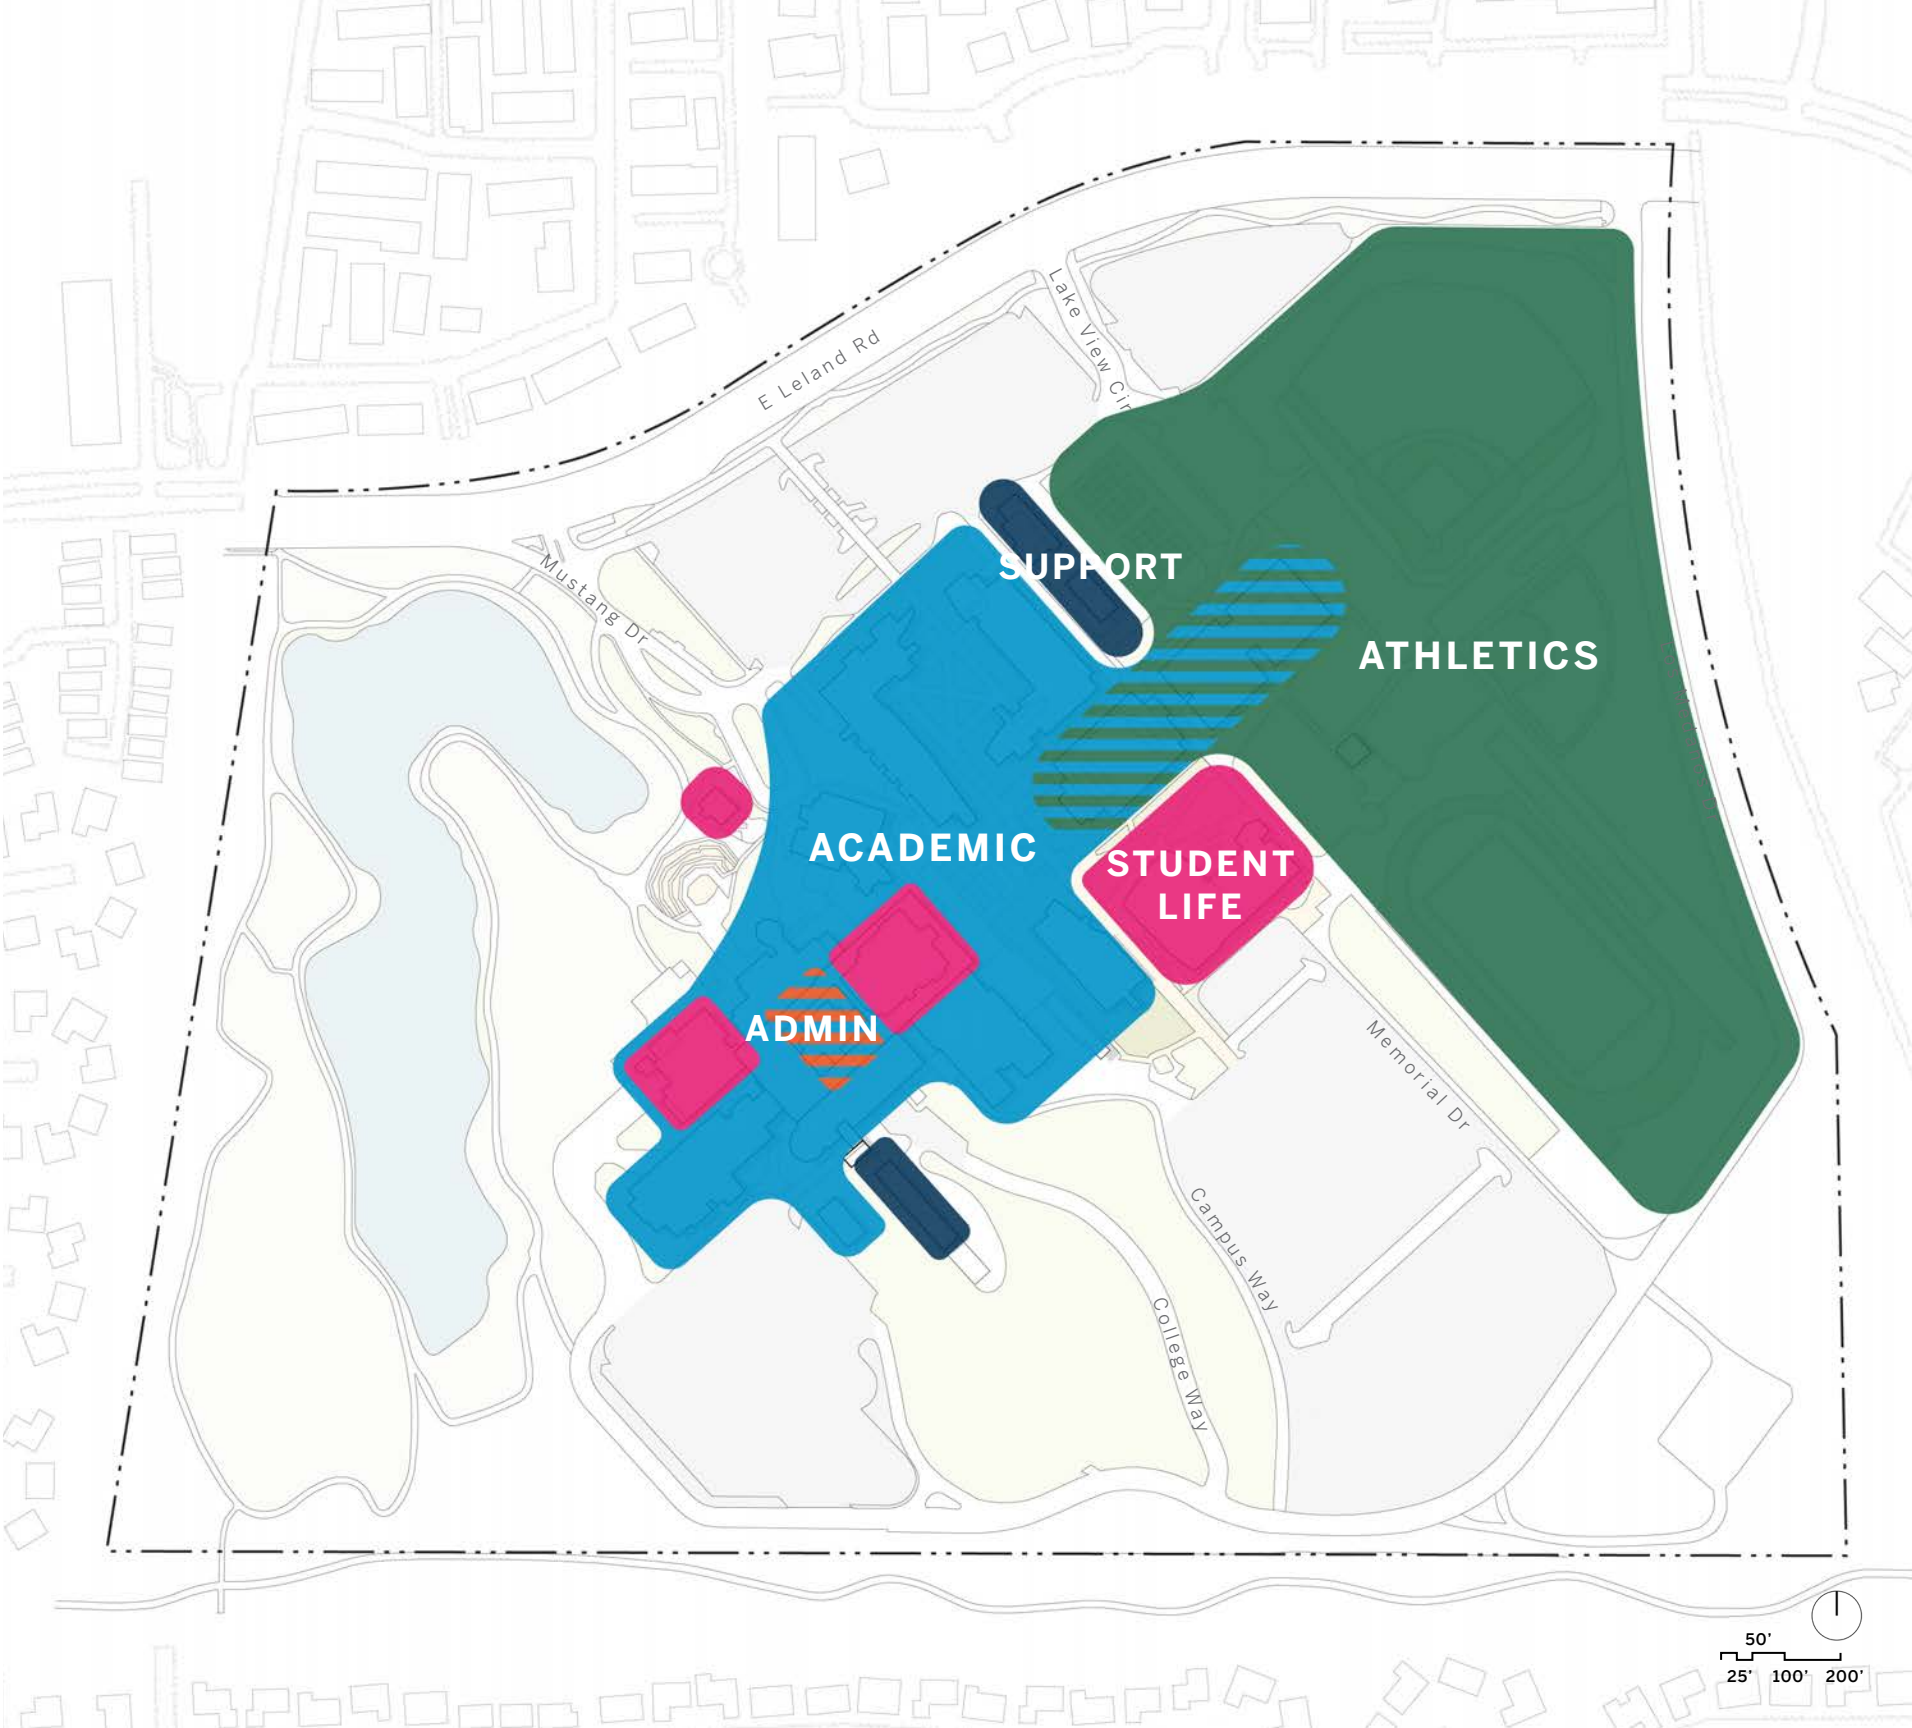 E Leland Rd
Lake View Cir
Mustang Dr
SUPPORT
ATHLETICS
ACADEMIC
STUDENT
LIFE
ADMIN
Memorial Dr
Campus Way
College Way
50'
25' 100' 200'